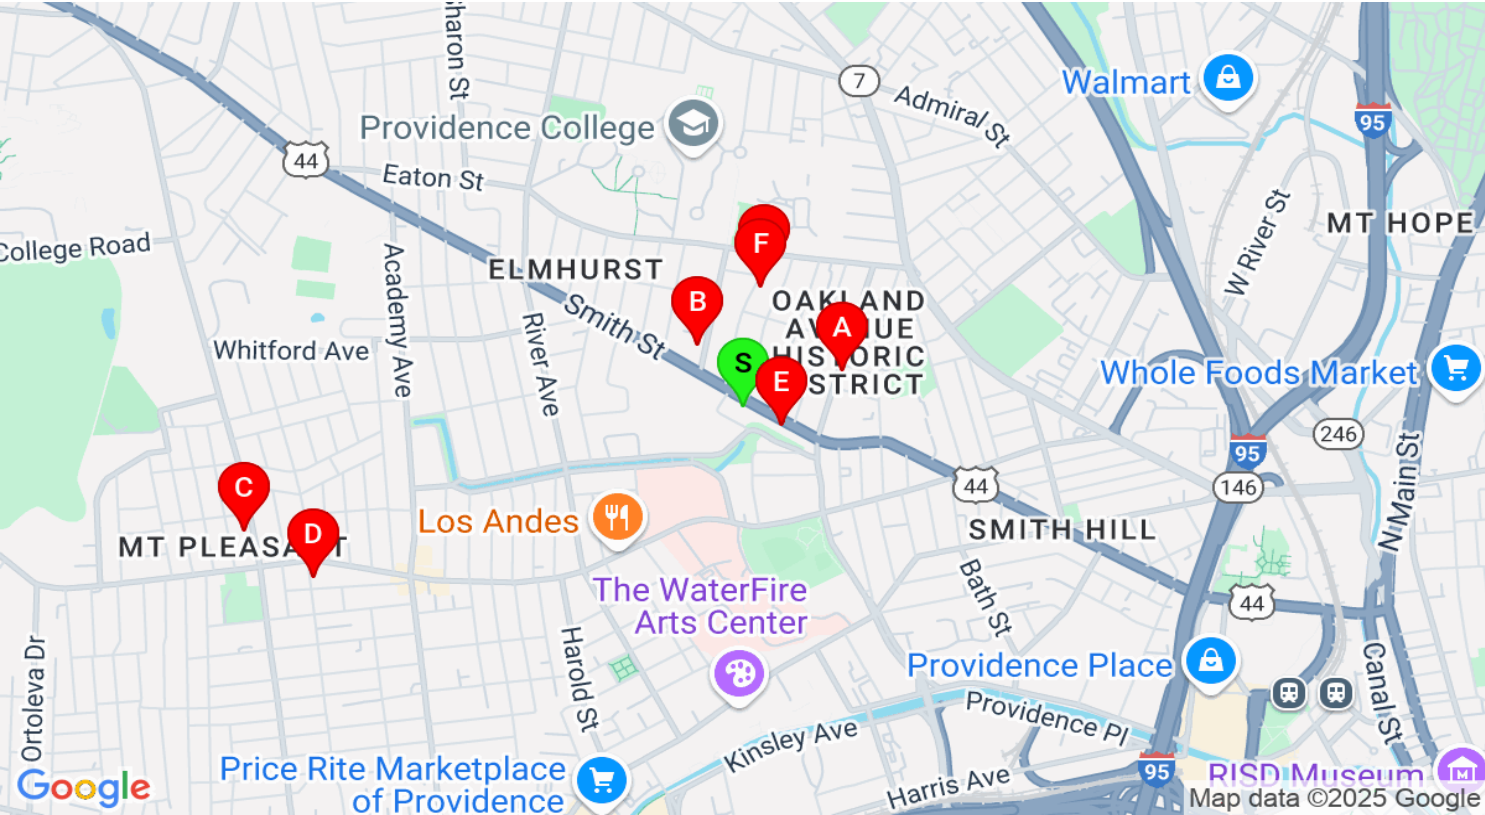 Sharon St
7
Walmart
95
Admiral St
Providence College
44
Eaton St
MT HOPE
College Road
W River St
F
ELMHURST
Academy Ave
B
OAKLAND
A
HISTORIC
Smith St
River Ave
Whitford Ave
S
E
Whole Foods Market
246
95
146
N Main St
44
C
Los Andes
SMITH HILL
D
MT PLEASANT
The WaterFire
Arts Center
Bath St
44
Harold St
Ortoleva Dr
Providence Place
Canal St
Providence Pl
Kinsley Ave
Price Rite Marketplace
of Providence
Harris Ave
95
RISD Museum
Google
Map data ©2025 Google